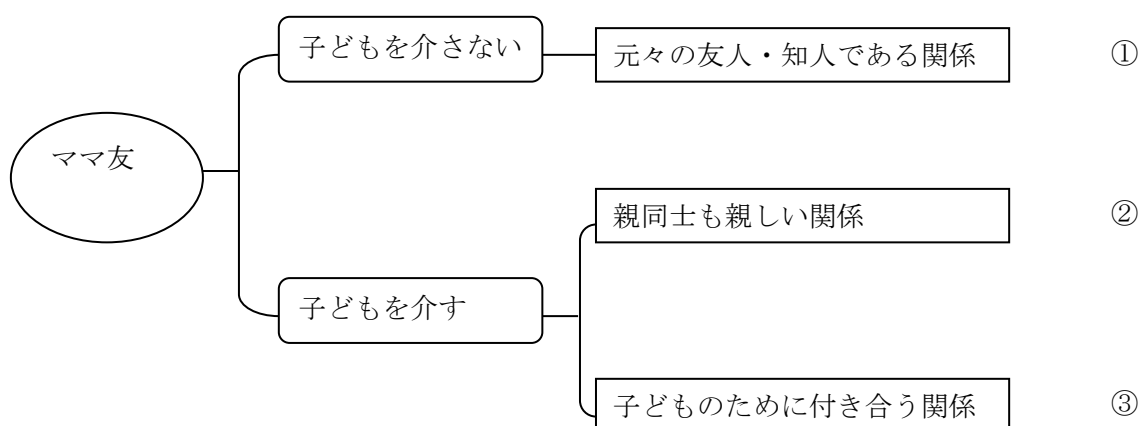 子どもを介さない
元々の友人・知人である関係
①
ママ友
親同士も親しい関係
②
子どもを介す
子どものために付き合う関係
③